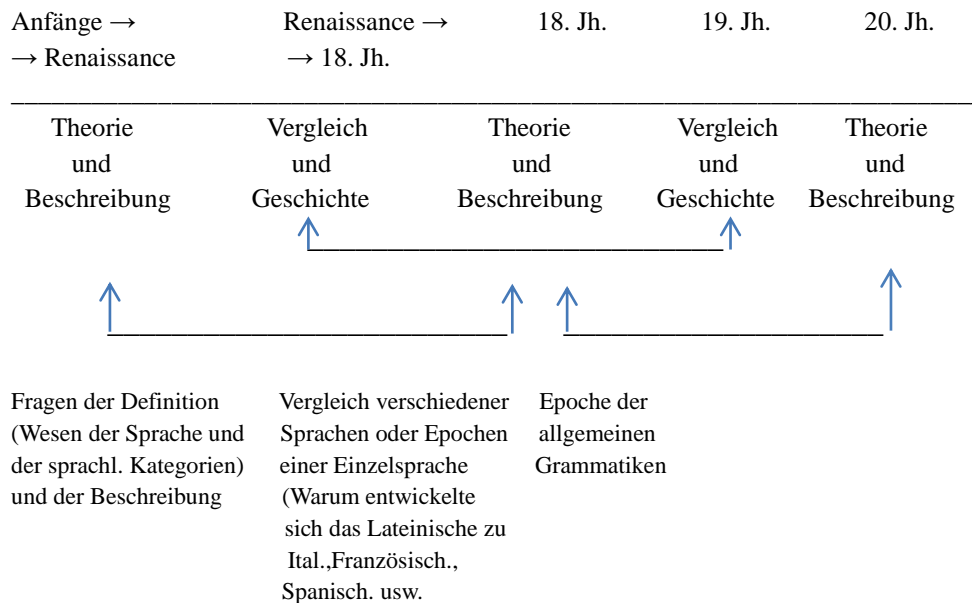 Anfänge → Renaissance → 18. Jh. 19. Jh. 20. Jh.
→ Renaissance → 18. Jh.
Theorie Vergleich Theorie Vergleich Theorie
und und und und und
Beschreibung Geschichte Beschreibung Geschichte Beschreibung
Fragen der Definition Vergleich verschiedener Epoche der
(Wesen der Sprache und Sprachen oder Epochen allgemeinen
der sprachl. Kategorien) einer Einzelsprache Grammatiken
und der Beschreibung (Warum entwickelte
sich das Lateinische zu
Ital.,Französisch.,
Spanisch. usw.